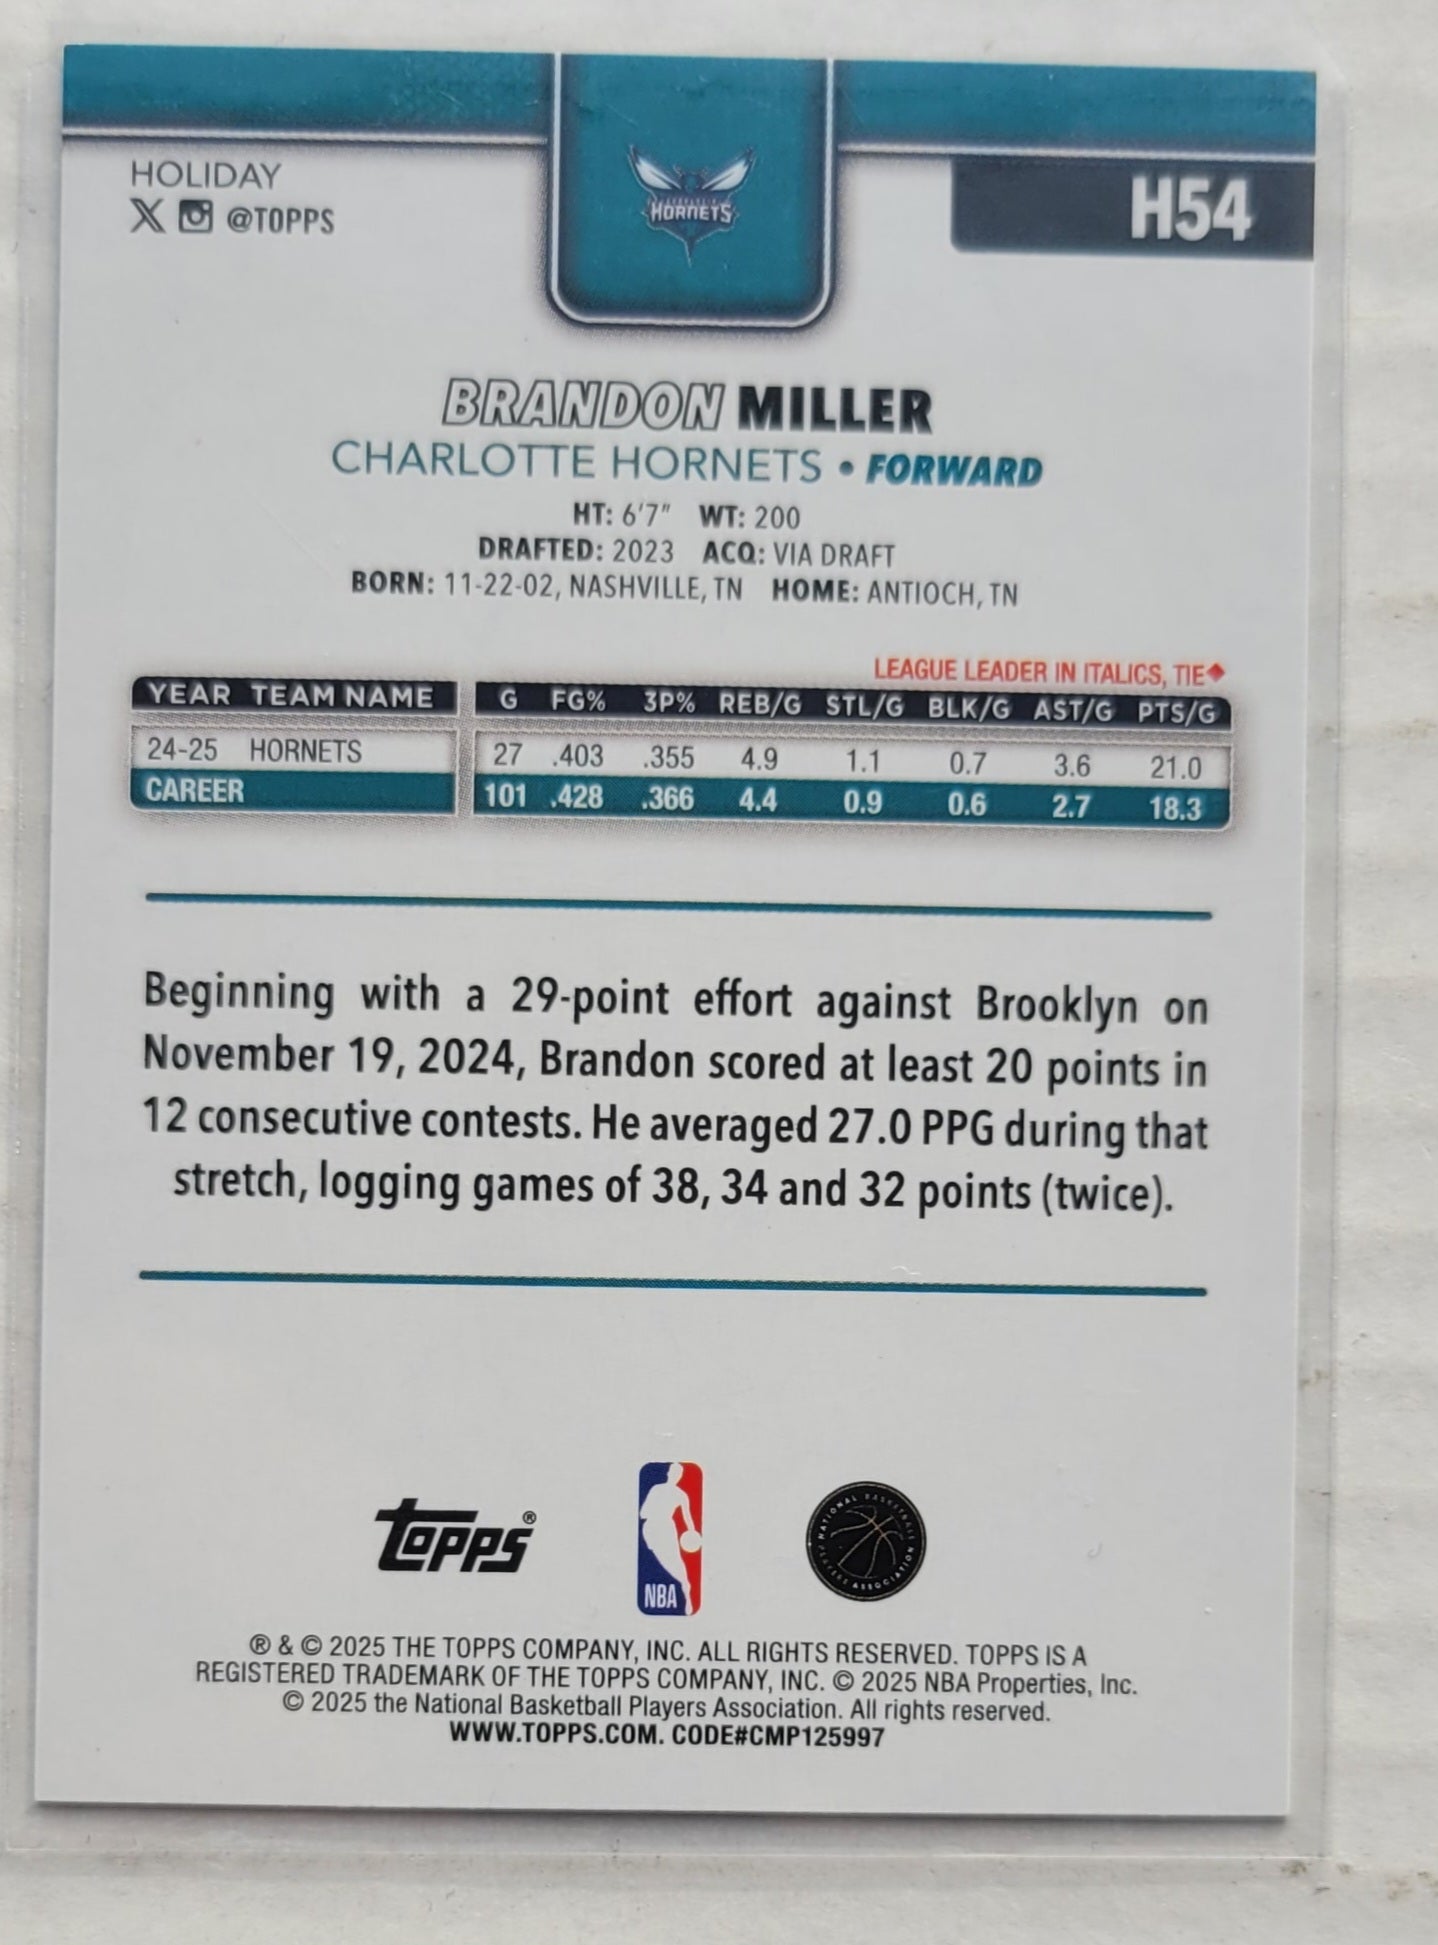 HOLIDAY
X @TOPPS
HORNETS
H54
BRANDON MILLER
CHARLOTTE HORNETS • FORWARD
HT: 6'7" WT: 200
DRAFTED: 2023 ACQ: VIA DRAFT
BORN: 11-22-02, NASHVILLE, TN HOME: ANTIOCH, TN
LEAGUE LEADER IN ITALICS, TIE♦
YEAR TEAM NAME G FG% 3P% REB/G STL/G BLK/G AST/G PTS/G
24-25 HORNETS 27 .403 .355 4.9 1.1 0.7 3.6 21.0
CAREER 101 .428 .366 4.4 0.9 0.6 2.7 18.3
Beginning with a 29-point effort against Brooklyn on
November 19, 2024, Brandon scored at least 20 points in
12 consecutive contests. He averaged 27.0 PPG during that
stretch, logging games of 38, 34 and 32 points (twice).
topps®
NBA
NATIONAL BASKETBALL PLAYERS ASSOCIATION
® & © 2025 THE TOPPS COMPANY, INC. ALL RIGHTS RESERVED. TOPPS IS A
REGISTERED TRADEMARK OF THE TOPPS COMPANY, INC. © 2025 NBA Properties, Inc.
© 2025 the National Basketball Players Association. All rights reserved.
WWW.TOPPS.COM. CODE#CMP125997